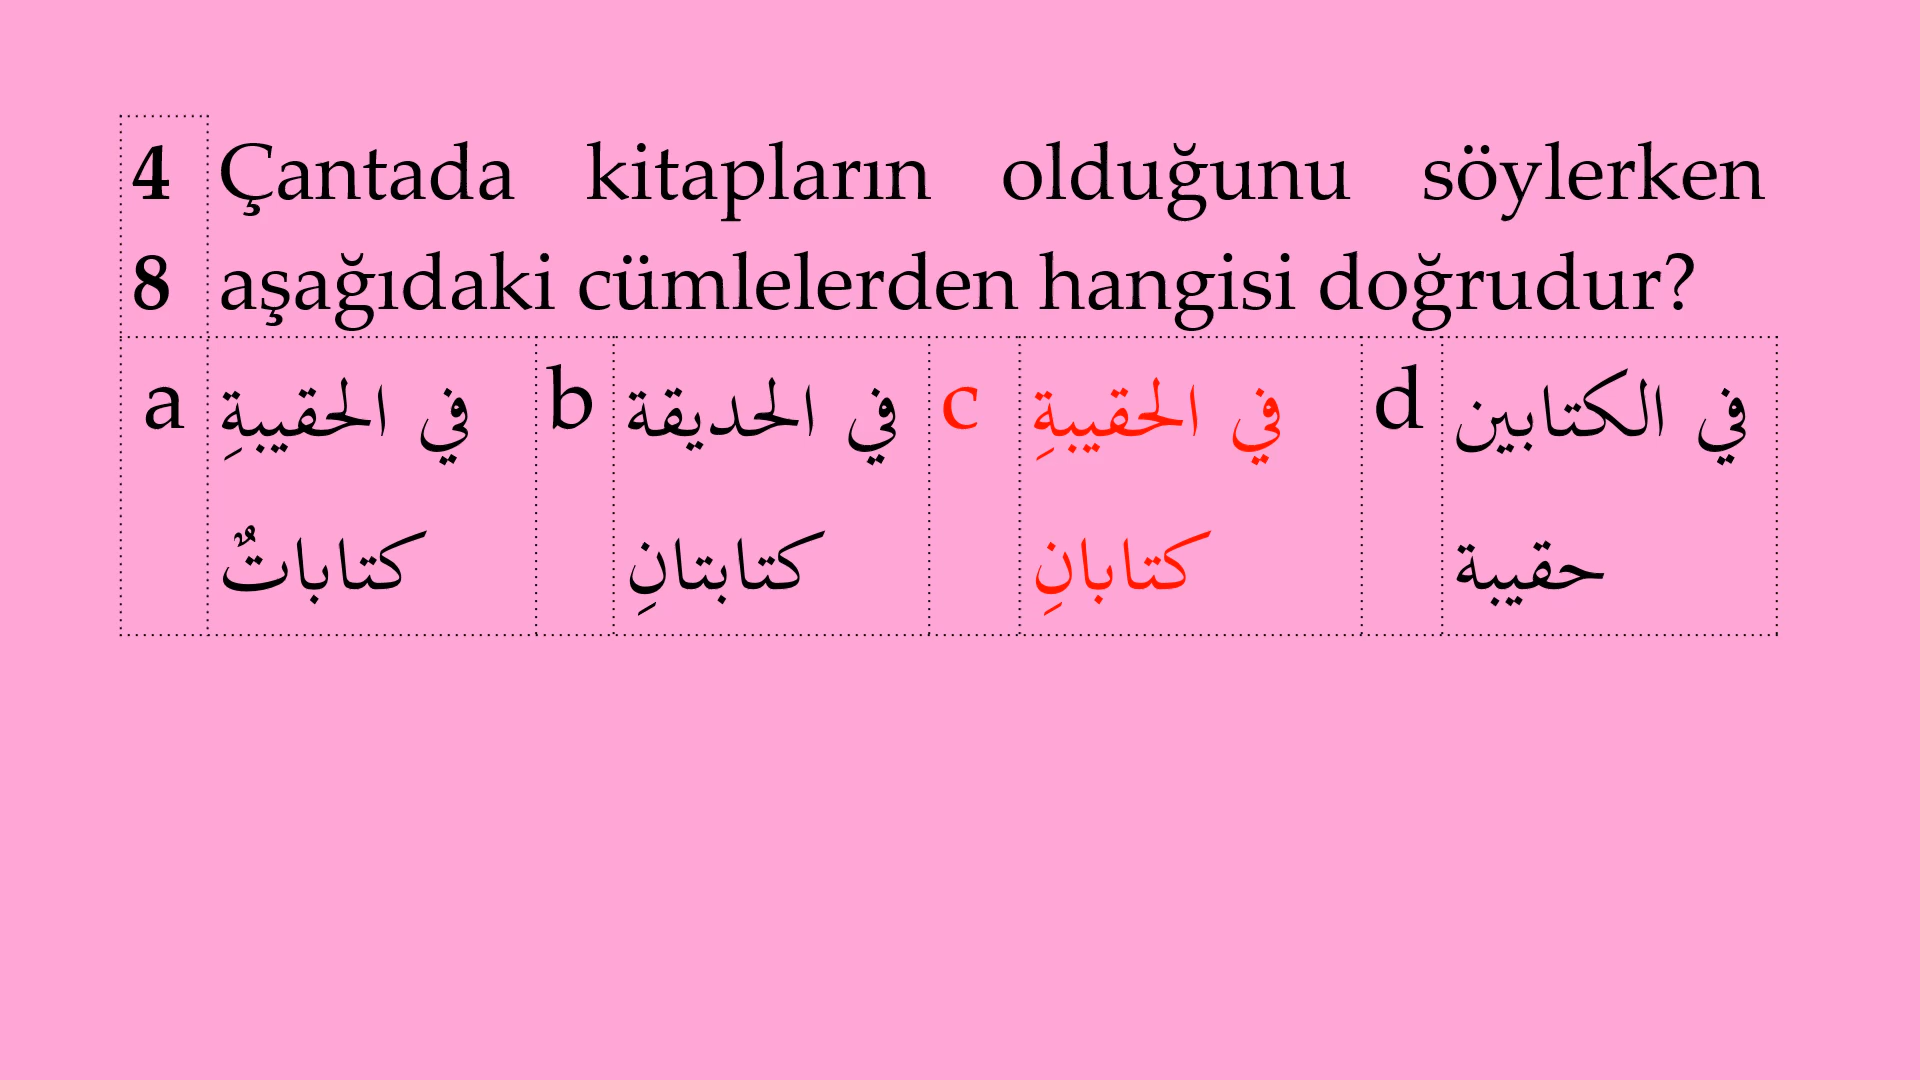 48 Çantada kitapların olduğunu söylerken
aşağıdaki cümlelerden hangisi doğrudur?
a في الحقيبةِ
كتاباتٌ
b في الحديقة
كتابتانِ
c في الحقيبةِ
كتابانِ
d في الكتابين
حقيبة